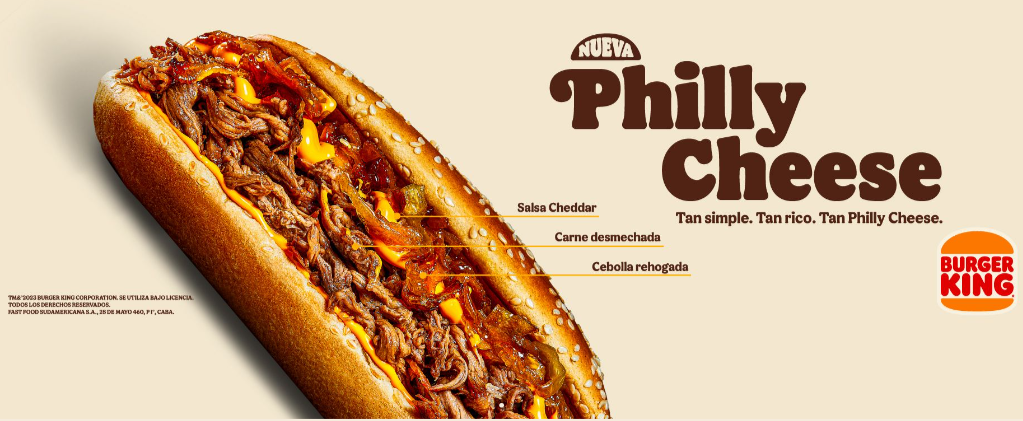 NUEVA
Philly
Cheese
Tan simple. Tan rico. Tan Philly Cheese.
Salsa Cheddar
Carne desmechada
Cebolla rehogada
BURGER
KING
TM&©2023 BURGER KING CORPORATION. SE UTILIZA BAJO LICENCIA.
TODOS LOS DERECHOS RESERVADOS.
FAST FOOD SUDAMERICANA S.A., 25 DE MAYO 460, P1°, CABA.